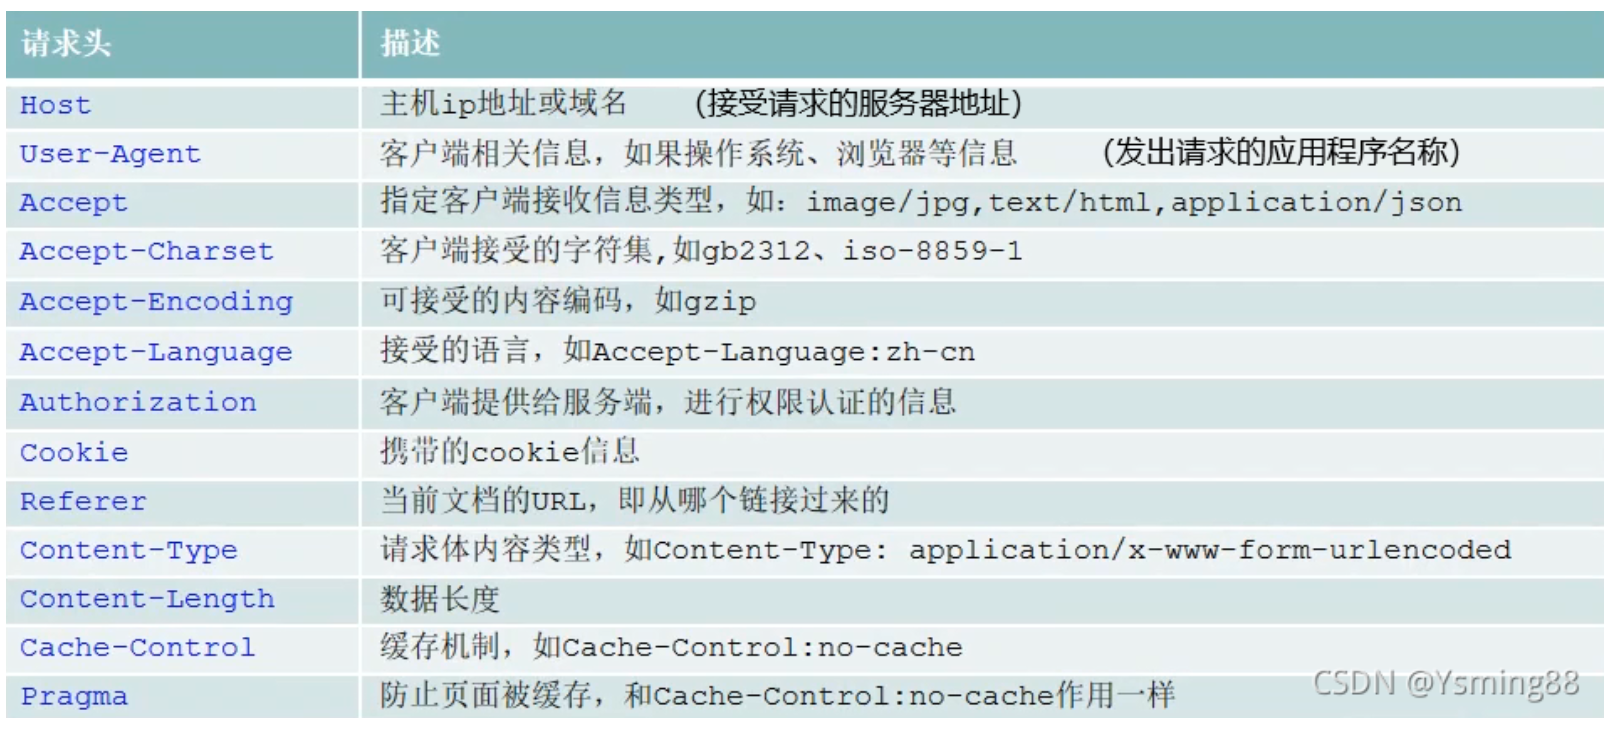 请求头 描述
Host 主机ip地址或域名 (接受请求的服务器地址)
User-Agent 客户端相关信息，如果操作系统、浏览器等信息 (发出请求的应用程序名称)
Accept 指定客户端接收信息类型，如：image/jpg,text/html,application/json
Accept-Charset 客户端接受的字符集,如gb2312、iso-8859-1
Accept-Encoding 可接受的内容编码，如gzip
Accept-Language 接受的语言，如Accept-Language:zh-cn
Authorization 客户端提供给服务端，进行权限认证的信息
Cookie 携带的cookie信息
Referer 当前文档的URL，即从哪个链接过来的
Content-Type 请求体内容类型，如Content-Type: application/x-www-form-urlencoded
Content-Length 数据长度
Cache-Control 缓存机制，如Cache-Control:no-cache
Pragma 防止页面被缓存，和Cache-Control:no-cache作用一样
CSDN @Ysming88